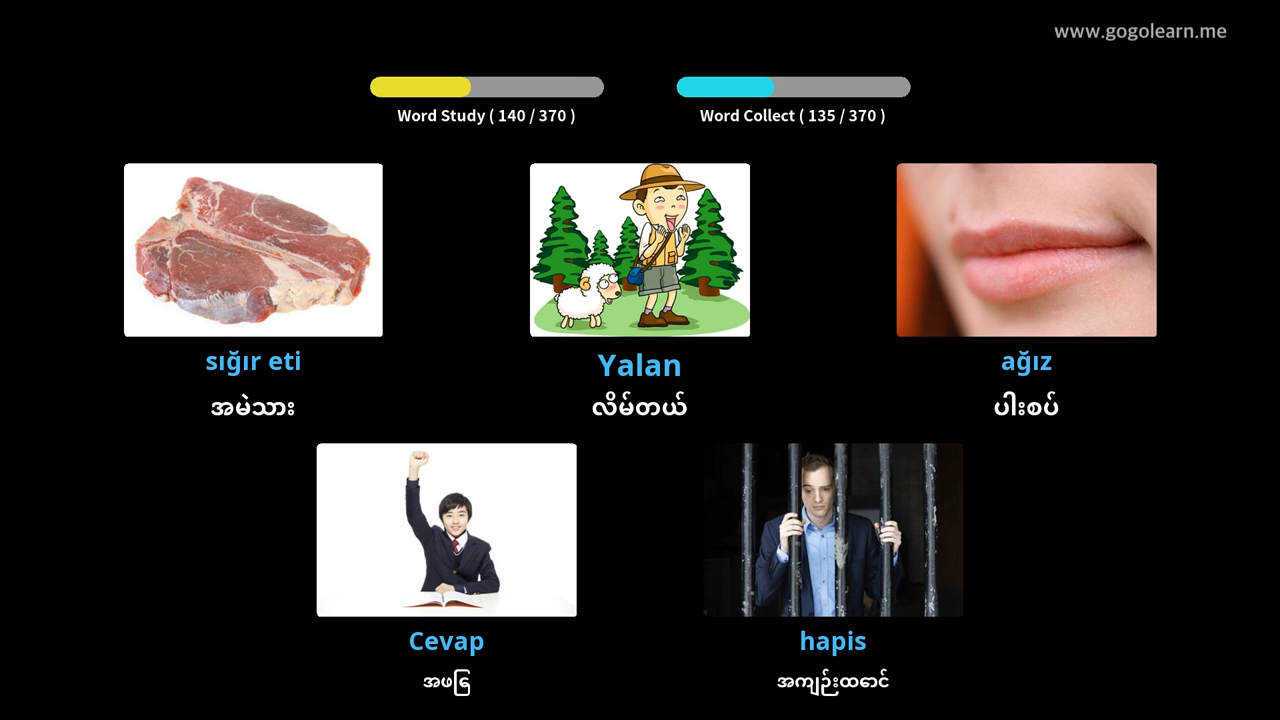 www.gogolearn.me
Word Study ( 140 / 370 )
Word Collect ( 135 / 370 )
sığır eti
Yalan
ağız
အမဲသား
လိမ်တယ်
ပါးစပ်
Cevap
hapis
အဖြေ
အကျဉ်းထောင်